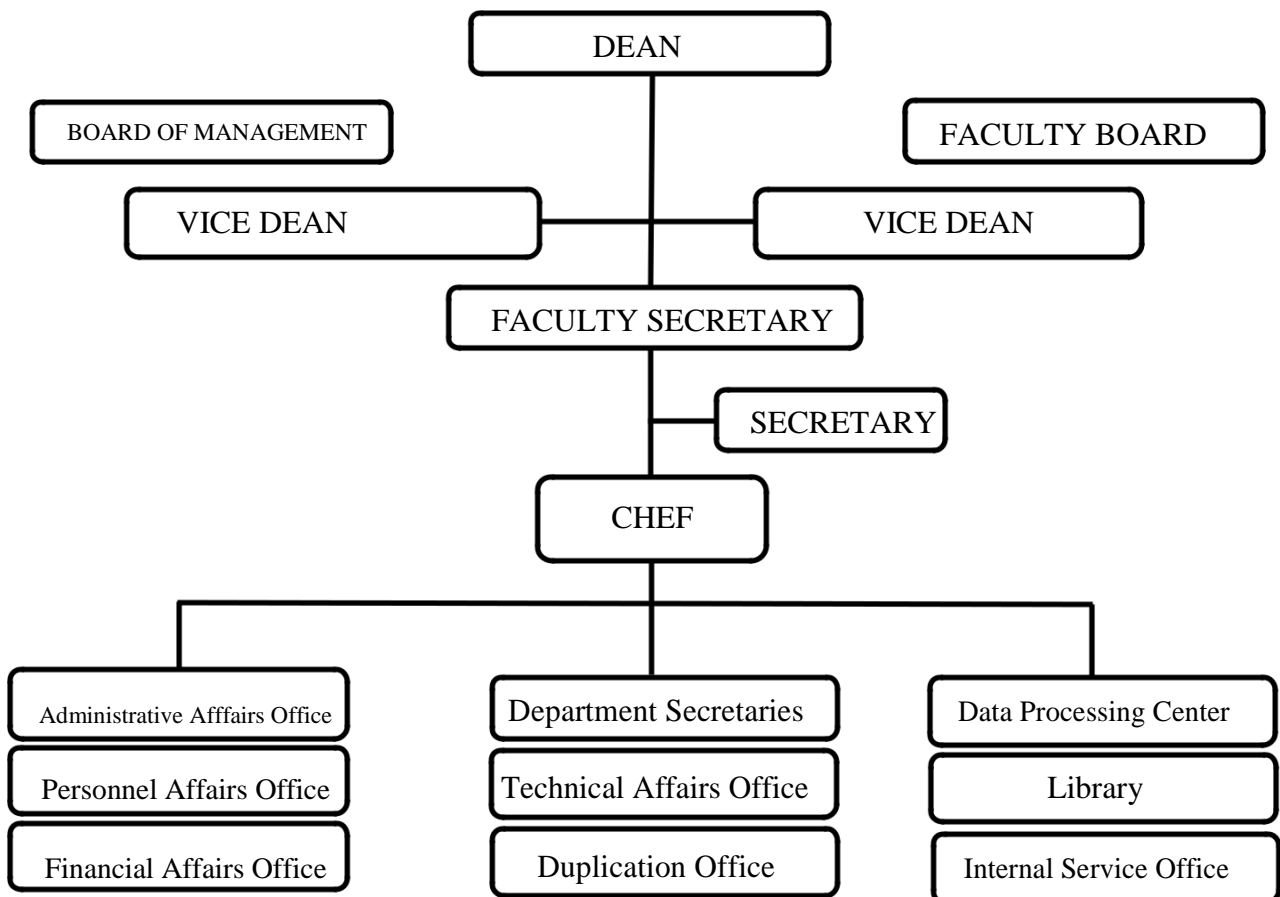 DEAN
BOARD OF MANAGEMENT
FACULTY BOARD
VICE DEAN
VICE DEAN
FACULTY SECRETARY
SECRETARY
CHEF
Administrative Afffairs Office
Department Secretaries
Data Processing Center
Personnel Affairs Office
Technical Affairs Office
Library
Financial Affairs Office
Duplication Office
Internal Service Office